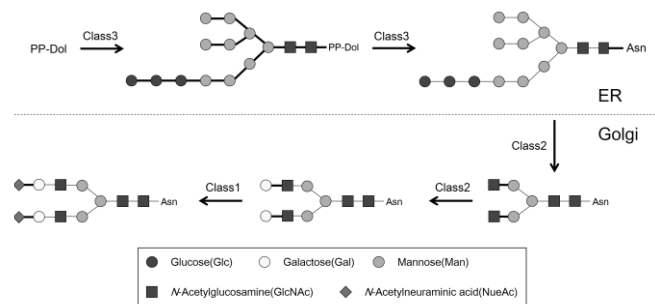 PP-Dol Class3 PP-Dol Class3 Asn
ER
Golgi
Class2
Asn Class1 Asn Class2 Asn
Glucose(Glc) Galactose(Gal) Mannose(Man)
N-Acetylglucosamine(GlcNAc) N-Acetylneuraminic acid(NueAc)